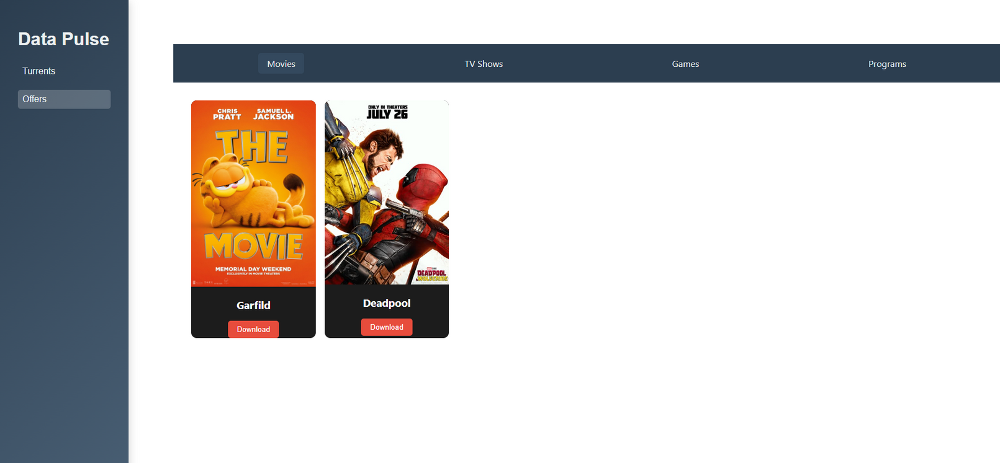 Data Pulse
Turrents
Offers
Movies
TV Shows
Games
Programs
CHRIS PRATT
SAMUEL L. JACKSON
THE
MOVIE
MEMORIAL DAY WEEKEND
EXCLUSIVELY IN MOVIE THEATERS
Garfild
Download
ONLY IN THEATERS
JULY 26
DEADPOOL
& WOLVERINE
Deadpool
Download